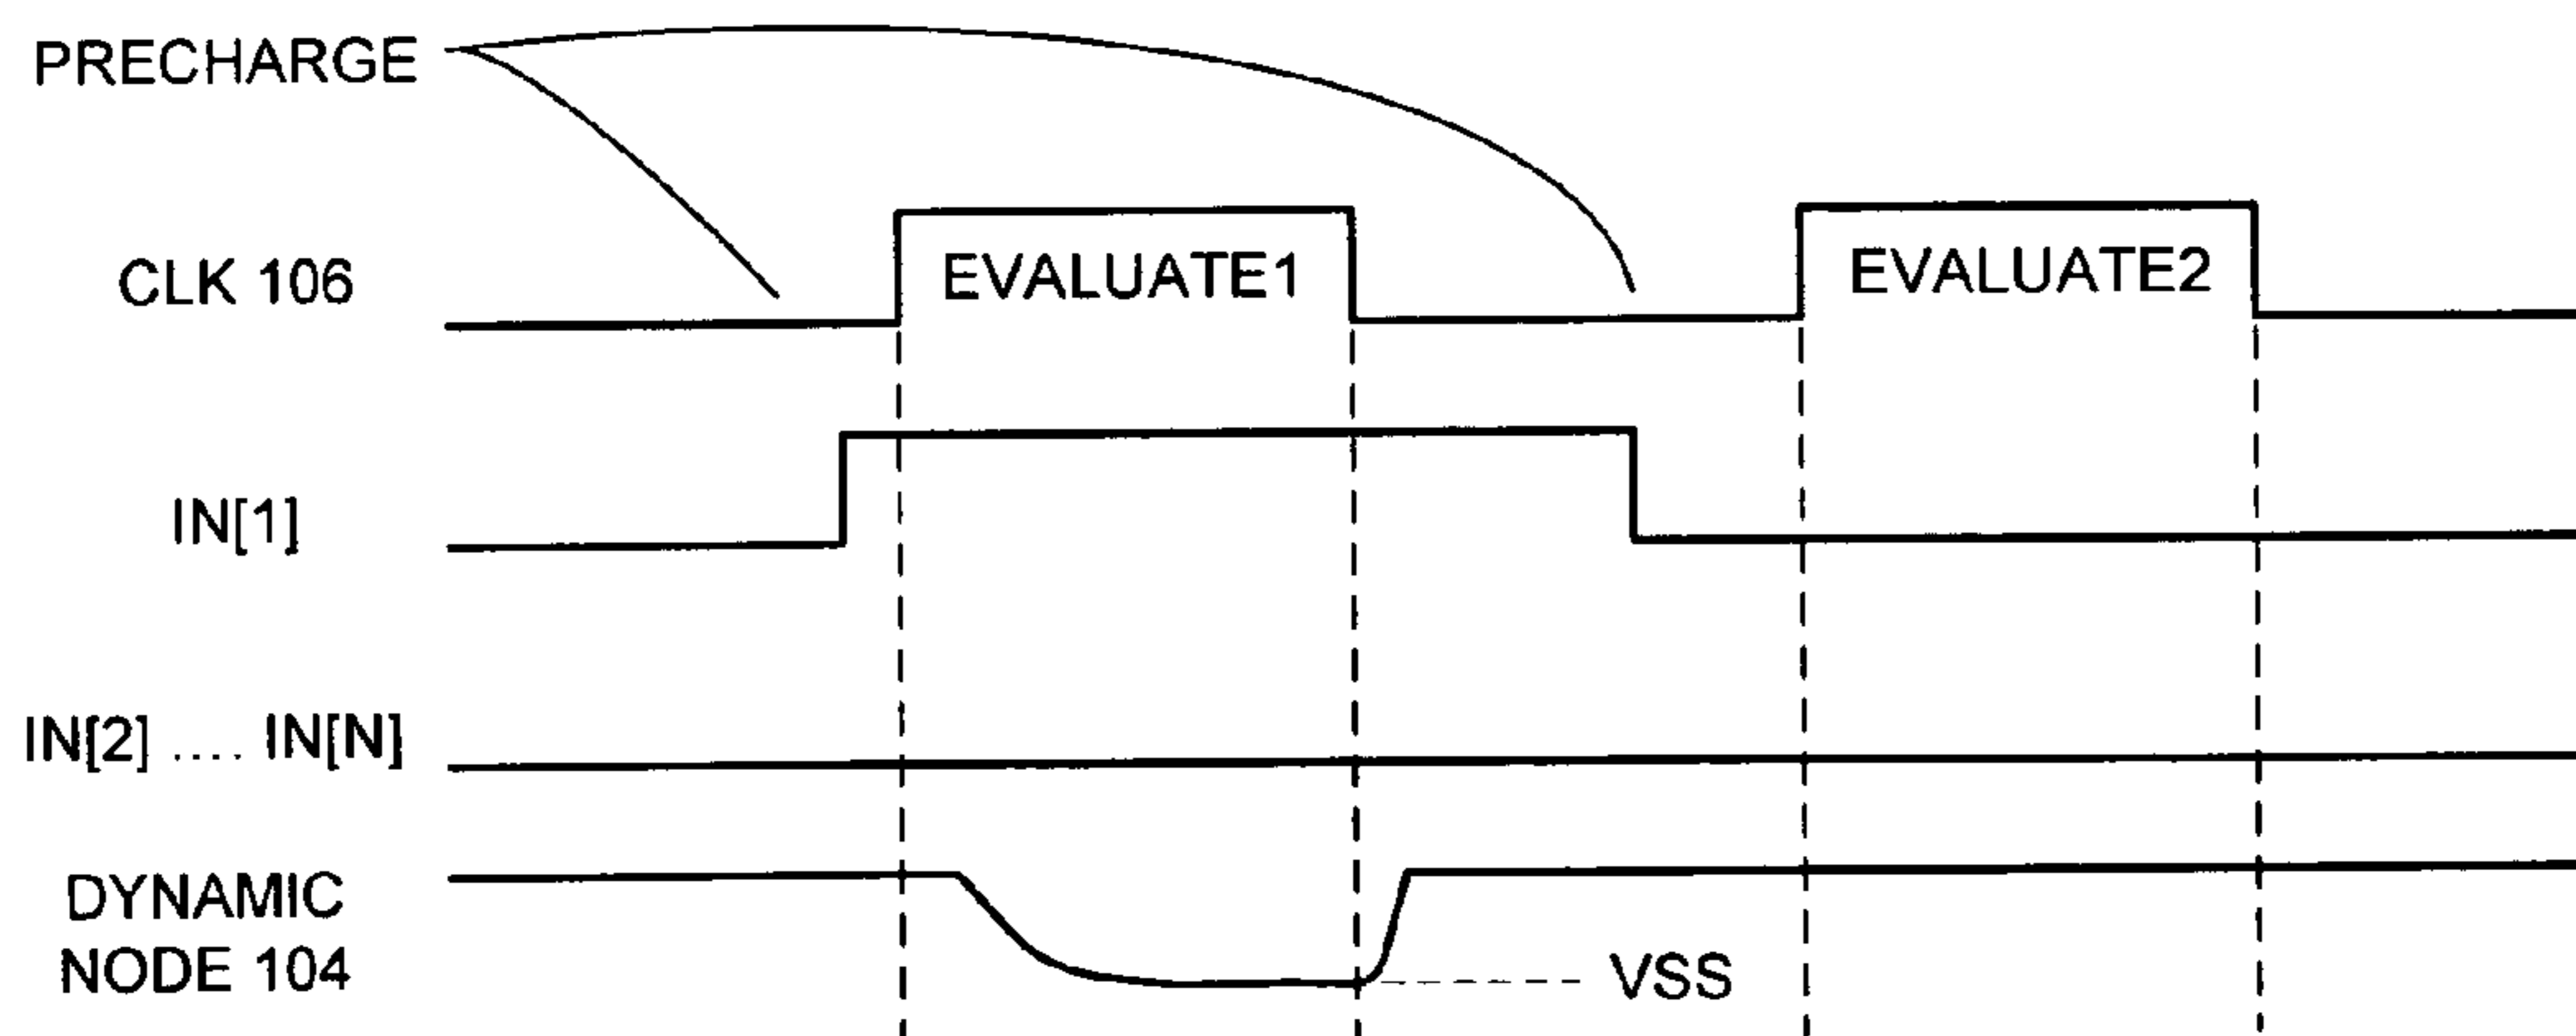 PRECHARGE
CLK 106
EVALUATE1
EVALUATE2
IN[1]
IN[2] .... IN[N]
DYNAMIC
NODE 104
VSS